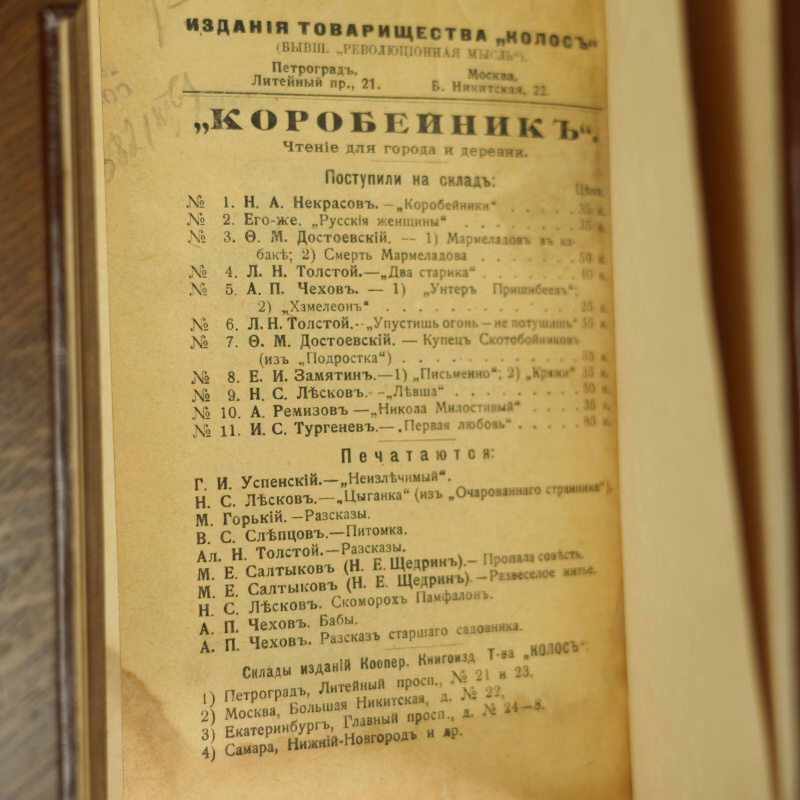 ИЗДАНІЯ ТОВАРИЩЕСТВА „КОЛОСЪ“
(БЫВШ. „РЕВОЛЮЦІОННАЯ МЫСЛЬ“).
Петроградъ, Москва,
Литейный пр., 21. Б. Никитская, 22
„КОРОБЕЙНИКЪ“.
Чтеніе для города и деревни.
Поступили на складъ:
Цѣна.
№ 1. Н. А. Некрасовъ. — „Коробейники“ . . . . . 35 к.
№ 2. Его-же. „Русскія женщины“ . . . . . . 35 к.
№ 3. Ѳ. М. Достоевскій. — 1) Мармеладовъ въ ка-
бакѣ; 2) Смерть Мармеладова . . . . . . 50 к.
№ 4. Л. Н. Толстой.—„Два старика“ . . . . . . 40 к.
№ 5. А. П. Чеховъ. — 1) „Унтеръ Пришибеевъ“;
2) „Хамелеонъ“ . . . . . . . . . . 25 к.
№ 6. Л. Н. Толстой.-„Упустишь огонь—не потушишь“ 35 к.
№ 7. Ѳ. М. Достоевскій. — Купецъ Скотобойниковъ
(изъ „Подростка“) . . . . . . . . . 35 к.
№ 8. Е. И. Замятинъ.—1) „Письменно“; 2) „Кряжи“ 35 к.
№ 9. Н. С. Лѣсковъ.--„Лѣвша“ . . . . . . . 50 к.
№ 10. А. Ремизовъ —„Никола Милостивый“ . . . . 35 к.
№ 11. И. С. Тургеневъ.—„Первая любовь“ . . . . .
Печатаются:
Г. И. Успенскій.—„Неизлѣчимый“.
Н. С. Лѣсковъ.—„Цыганка“ (изъ „Очарованнаго странника“).
М. Горькій. —Разсказы.
В. С. Слѣпцовъ.—Питомка.
Ал. Н. Толстой.—Разсказы.
М. Е. Салтыковъ (Н. Е. Щедринъ).— Пропала совѣсть.
М. Е. Салтыковъ (Н. Е. Щедринъ). —Развеселое житье.
Н. С. Лѣсковъ. Скоморохъ Памфалонъ.
А. П. Чеховъ. Бабы.
А. П. Чеховъ. Разсказъ старшаго садовника.
Склады изданій Коопер. Книгоизд Т-ва „КОЛОСЪ“:
1) Петроградъ, Литейный просп., № 21 и 23.
2) Москва, Большая Никитская, д. № 22,
3) Екатеринбургъ, Главный просп., д. № 24—8.
4) Самара, Нижній-Новгородъ и др.